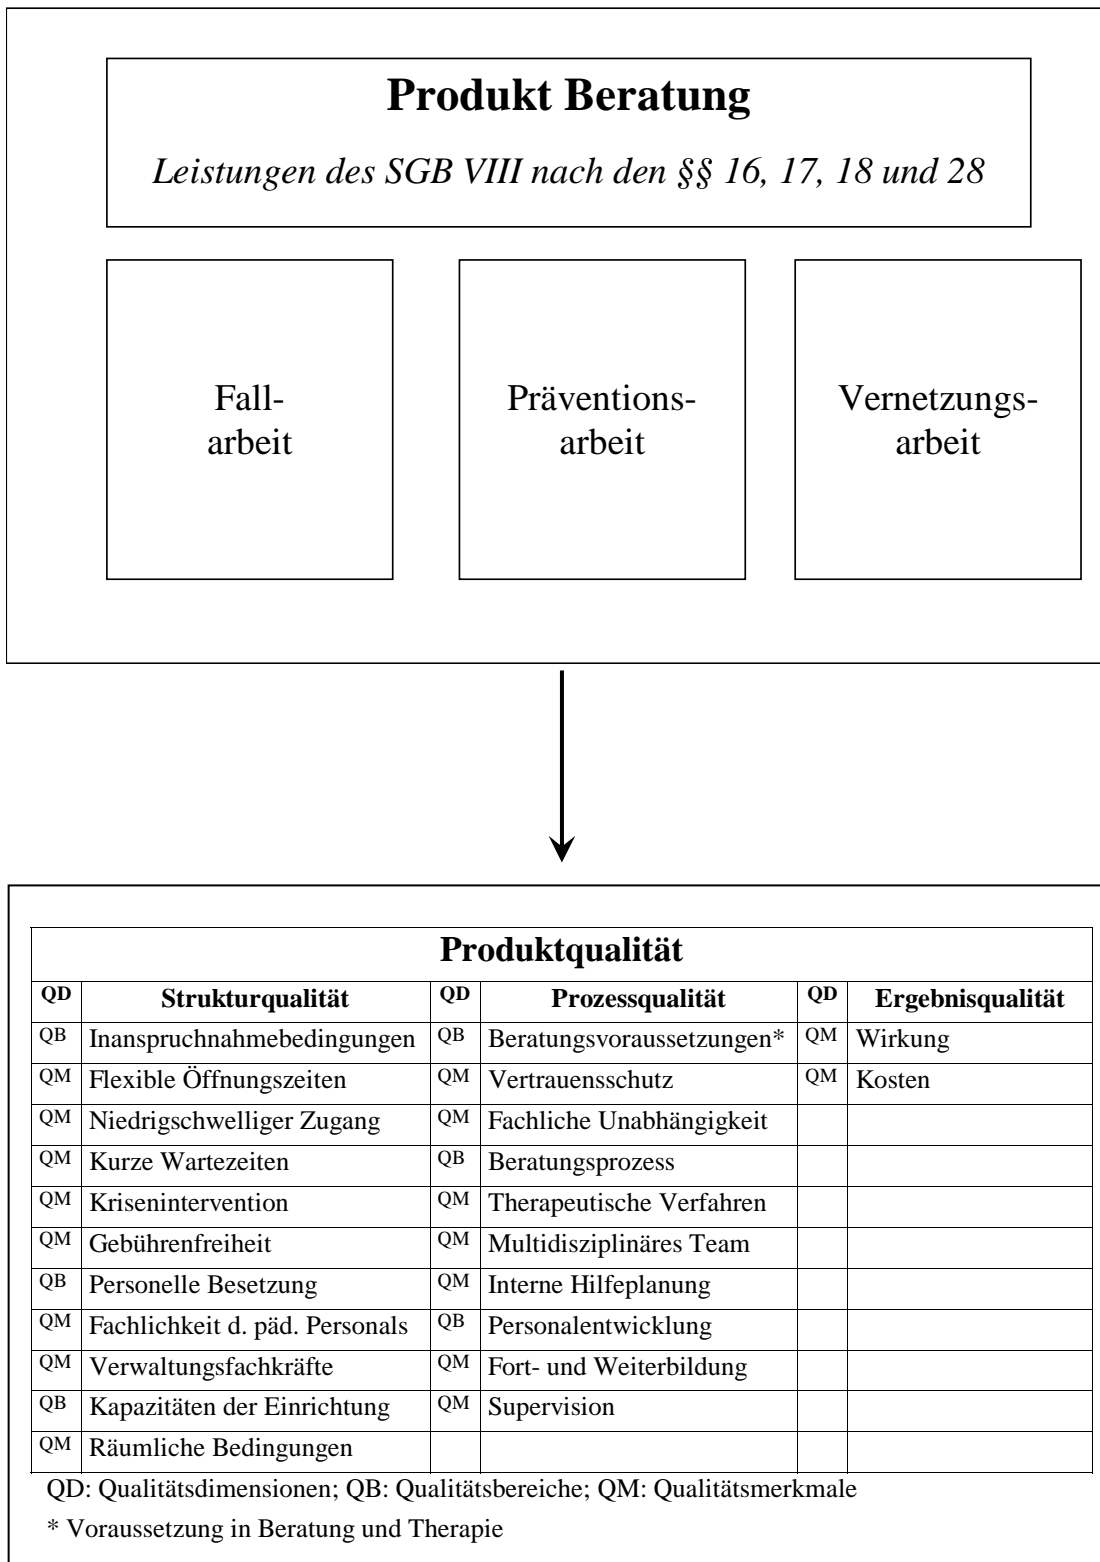 Produkt Beratung
Leistungen des SGB VIII nach den §§ 16, 17, 18 und 28
Fall-
arbeit
Präventions-
arbeit
Vernetzungs-
arbeit
Produktqualität
QD Strukturqualität QD Prozessqualität QD Ergebnisqualität
QB Inanspruchnahmebedingungen QB Beratungsvoraussetzungen* QM Wirkung
QM Flexible Öffnungszeiten QM Vertrauensschutz QM Kosten
QM Niedrigschwelliger Zugang QM Fachliche Unabhängigkeit
QM Kurze Wartezeiten QB Beratungsprozess
QM Krisenintervention QM Therapeutische Verfahren
QM Gebührenfreiheit QM Multidisziplinäres Team
QB Personelle Besetzung QM Interne Hilfeplanung
QM Fachlichkeit d. päd. Personals QB Personalentwicklung
QM Verwaltungsfachkräfte QM Fort- und Weiterbildung
QB Kapazitäten der Einrichtung QM Supervision
QM Räumliche Bedingungen
QD: Qualitätsdimensionen; QB: Qualitätsbereiche; QM: Qualitätsmerkmale
* Voraussetzung in Beratung und Therapie